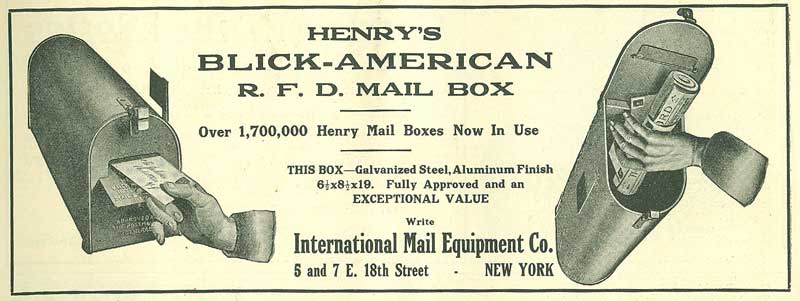 HENRY'S
BLICK-AMERICAN
R. F. D. MAIL BOX
Over 1,700,000 Henry Mail Boxes Now In Use
THIS BOX—Galvanized Steel, Aluminum Finish
6½x8½x19. Fully Approved and an
EXCEPTIONAL VALUE
Write
International Mail Equipment Co.
5 and 7 E. 18th Street - NEW YORK
APPROVED